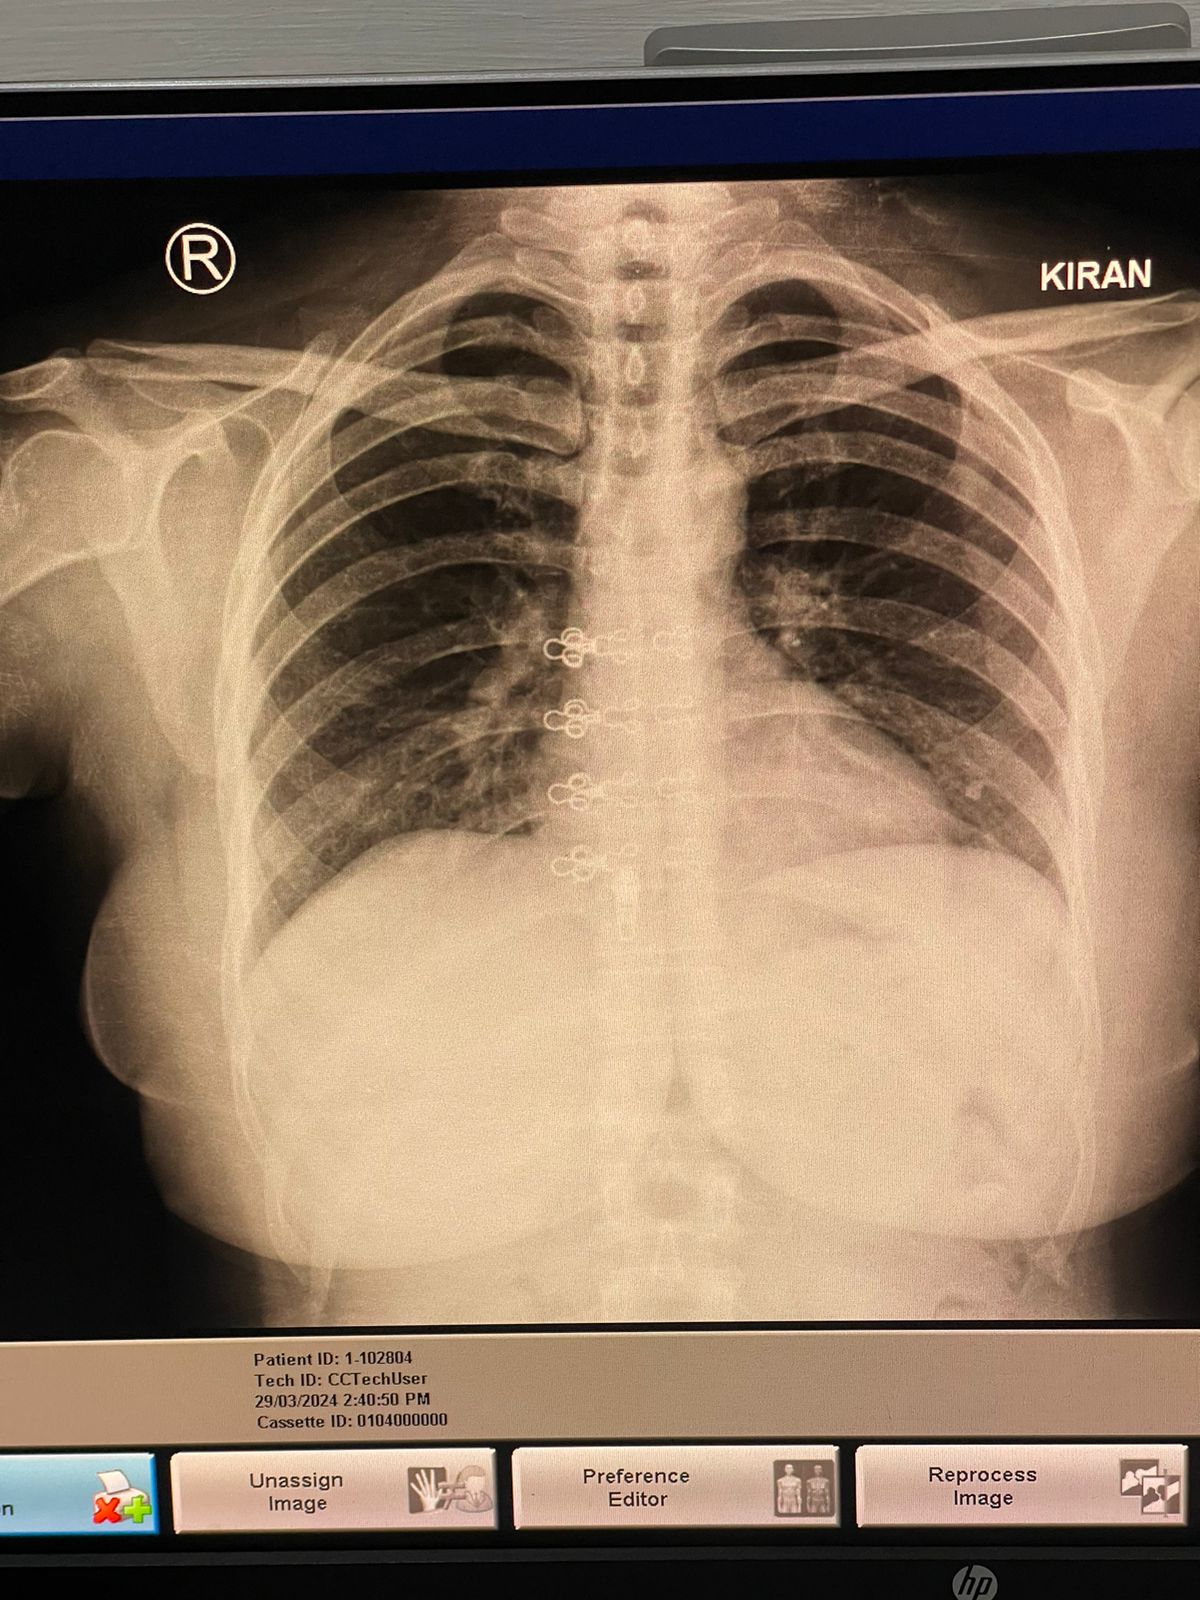 R
KIRAN
Patient ID: 1-102804
Tech ID: CCTechUser
29/03/2024 2:40:50 PM
Cassette ID: 0104000000
n
Unassign
Image
Preference
Editor
Reprocess
Image
hp